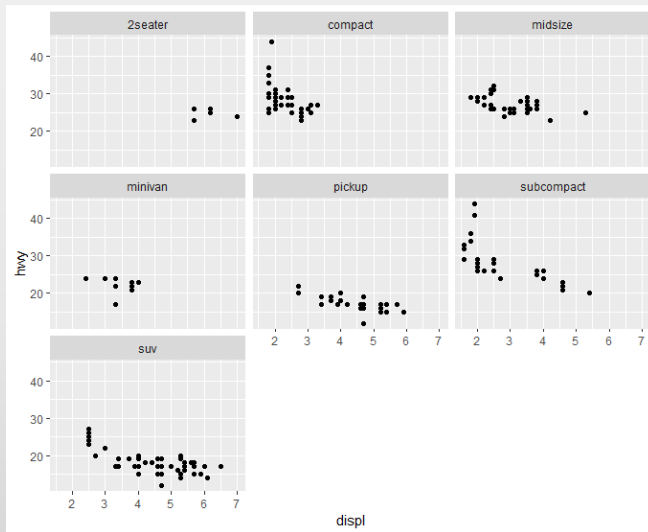 2seater compact midsize
40
30
20
minivan pickup subcompact
hwy
40
30
20
2 3 4 5 6 7 2 3 4 5 6 7
suv
40
30
20
2 3 4 5 6 7
displ